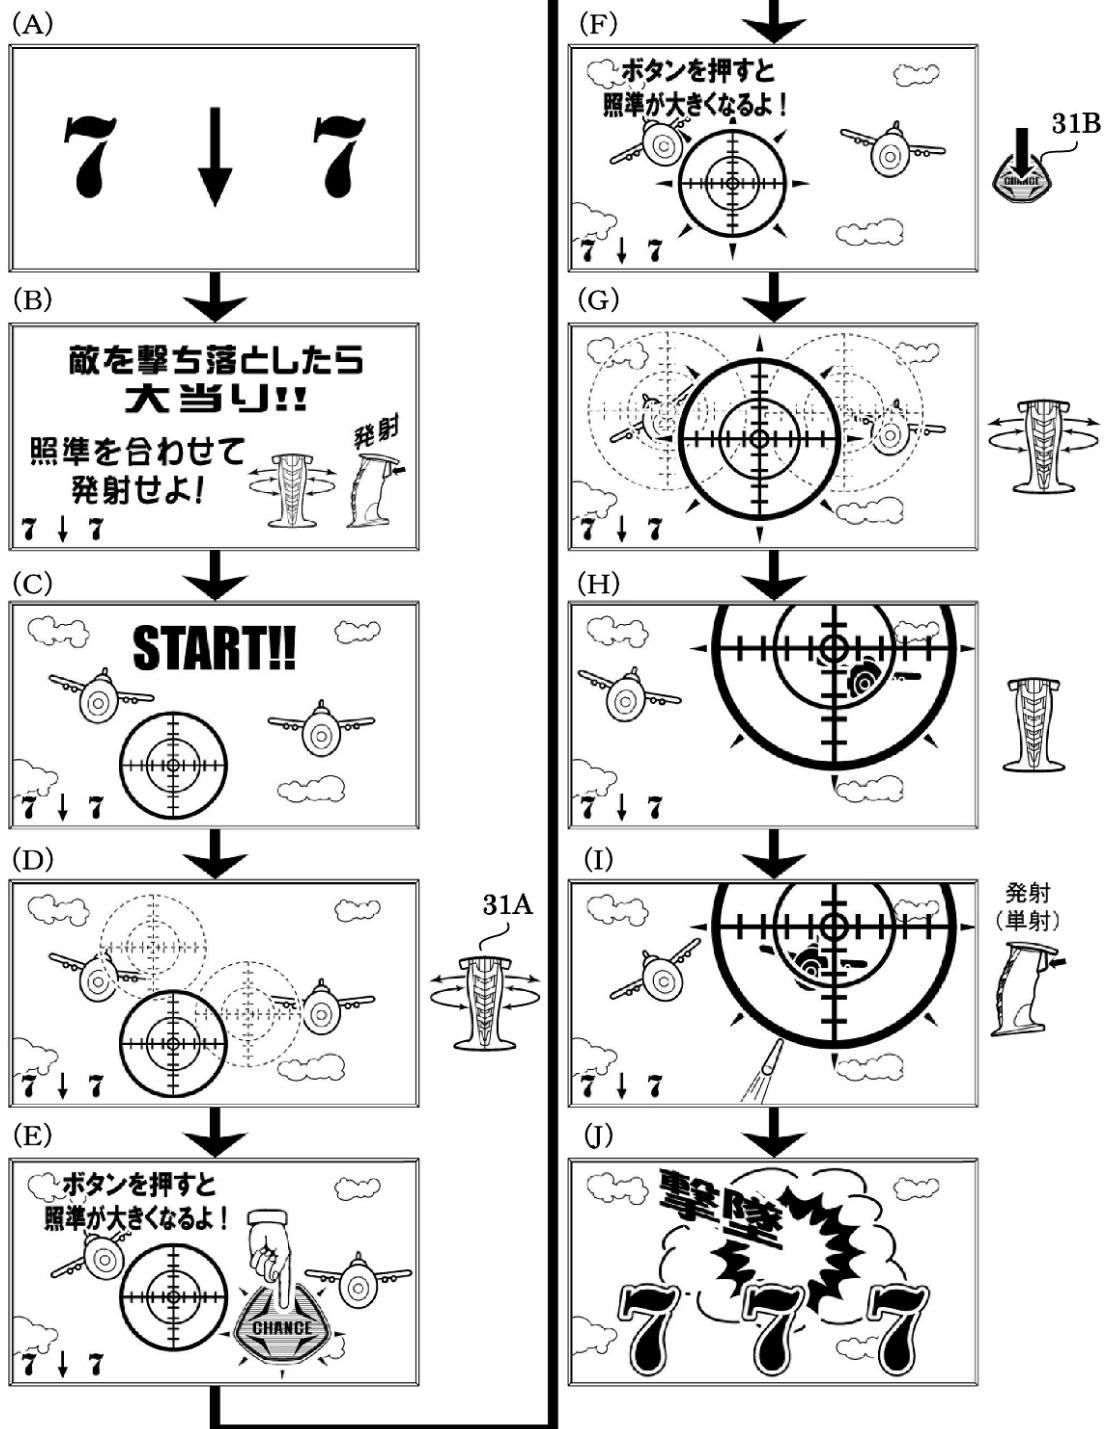 (A)
7 ↓ 7
(B)
敵を撃ち落としたら
大当り!!
照準を合わせて
発射せよ!
発射
7 ↓ 7
(C)
START!!
7 ↓ 7
(D)
31A
7 ↓ 7
(E)
ボタンを押すと
照準が大きくなるよ!
CHANCE
7 ↓ 7
(F)
ボタンを押すと
照準が大きくなるよ!
31B
CHANCE
7 ↓ 7
(G)
7 ↓ 7
(H)
7 ↓ 7
(I)
発射
(単射)
7 ↓ 7
(J)
撃墜
7 7 7